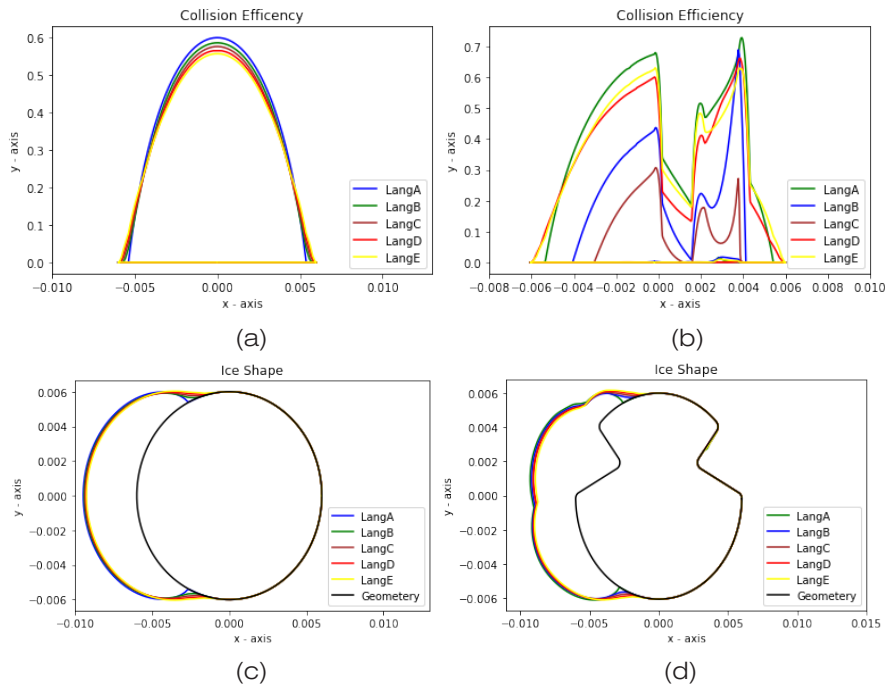 Collision Efficency
0.6
0.5
0.4
0.3
0.2
0.1
0.0
y - axis
LangA
LangB
LangC
LangD
LangE
−0.010 −0.005 0.000 0.005 0.010
x - axis
(a)
Collision Efficiency
0.7
0.6
0.5
0.4
0.3
0.2
0.1
0.0
y - axis
LangA
LangB
LangC
LangD
LangE
−0.008 −0.006 −0.004 −0.002 0.000 0.002 0.004 0.006 0.008 0.010
x - axis
(b)
Ice Shape
0.006
0.004
0.002
0.000
−0.002
−0.004
−0.006
y - axis
LangA
LangB
LangC
LangD
LangE
Geometery
−0.010 −0.005 0.000 0.005 0.010
x - axis
(c)
Ice Shape
0.006
0.004
0.002
0.000
−0.002
−0.004
−0.006
y - axis
LangA
LangB
LangC
LangD
LangE
Geometery
−0.010 −0.005 0.000 0.005 0.010 0.015
x - axis
(d)